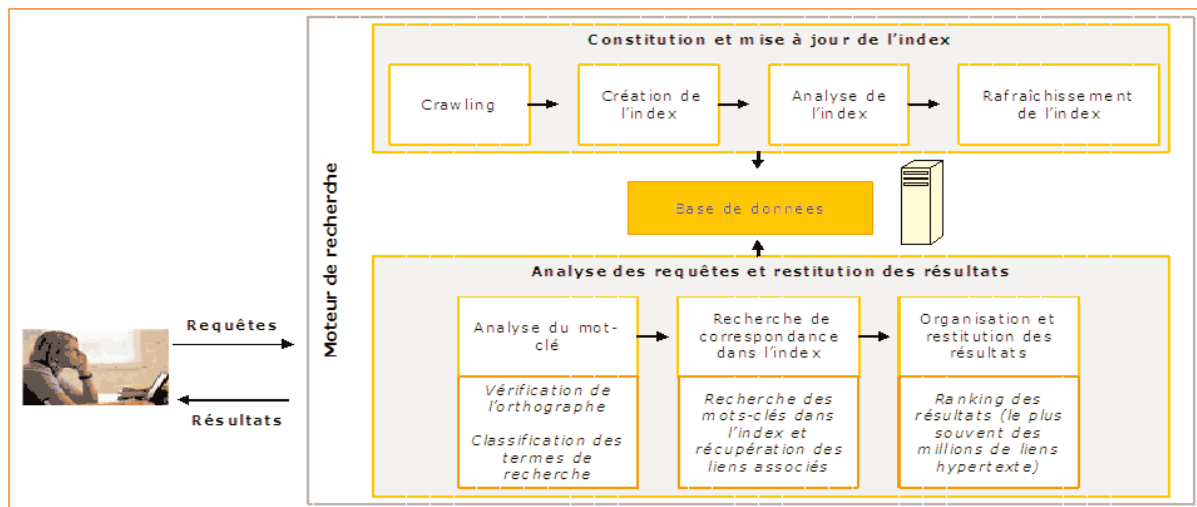 Constitution et mise à jour de l'index
Crawling
Création de
l'index
Analyse de
l'index
Rafraîchissement
de l'index
Base de données
Moteur de recherche
Analyse des requêtes et restitution des résultats
Requêtes
Résultats
Analyse du mot-
clé
Recherche de
correspondance
dans l'index
Organisation et
restitution des
résultats
Vérification de
l'orthographe
Classification des
termes de
recherche
Recherche des
mots-clés dans
l'index et
récupération des
liens associés
Ranking des
résultats (le plus
souvent des
millions de liens
hypertexte)